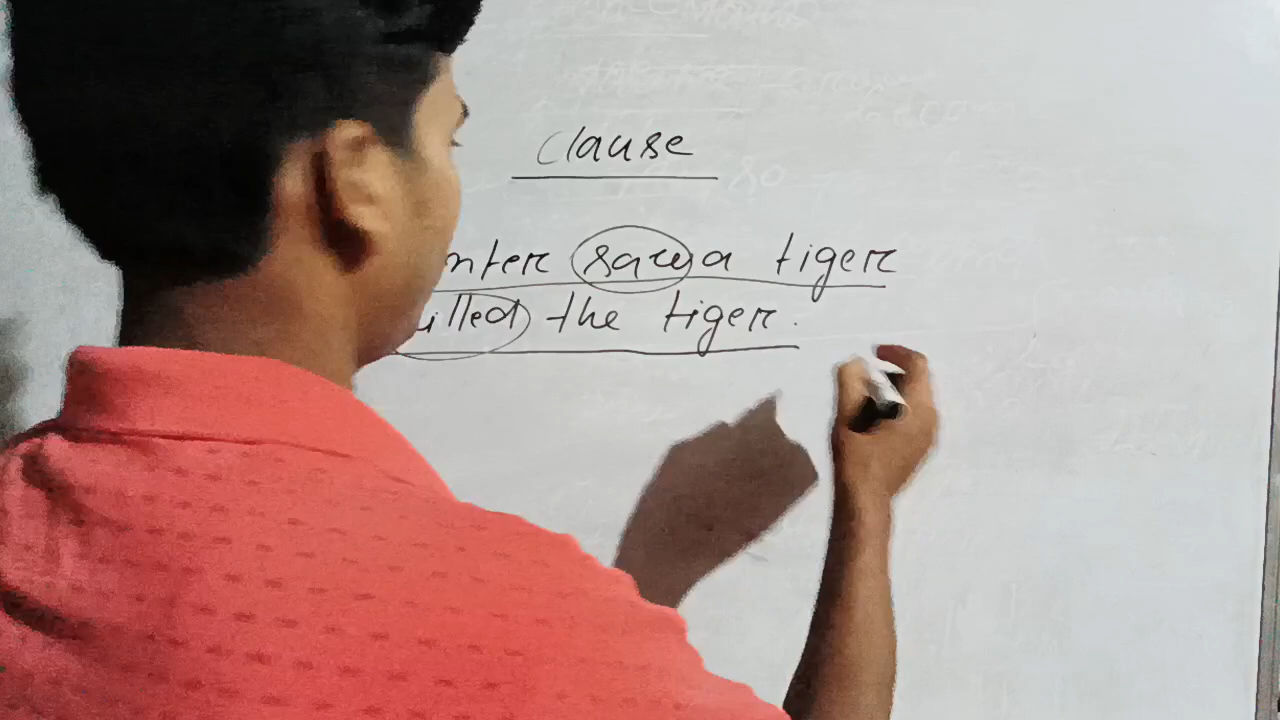 Clause
nter saw a tiger
illed the tiger.